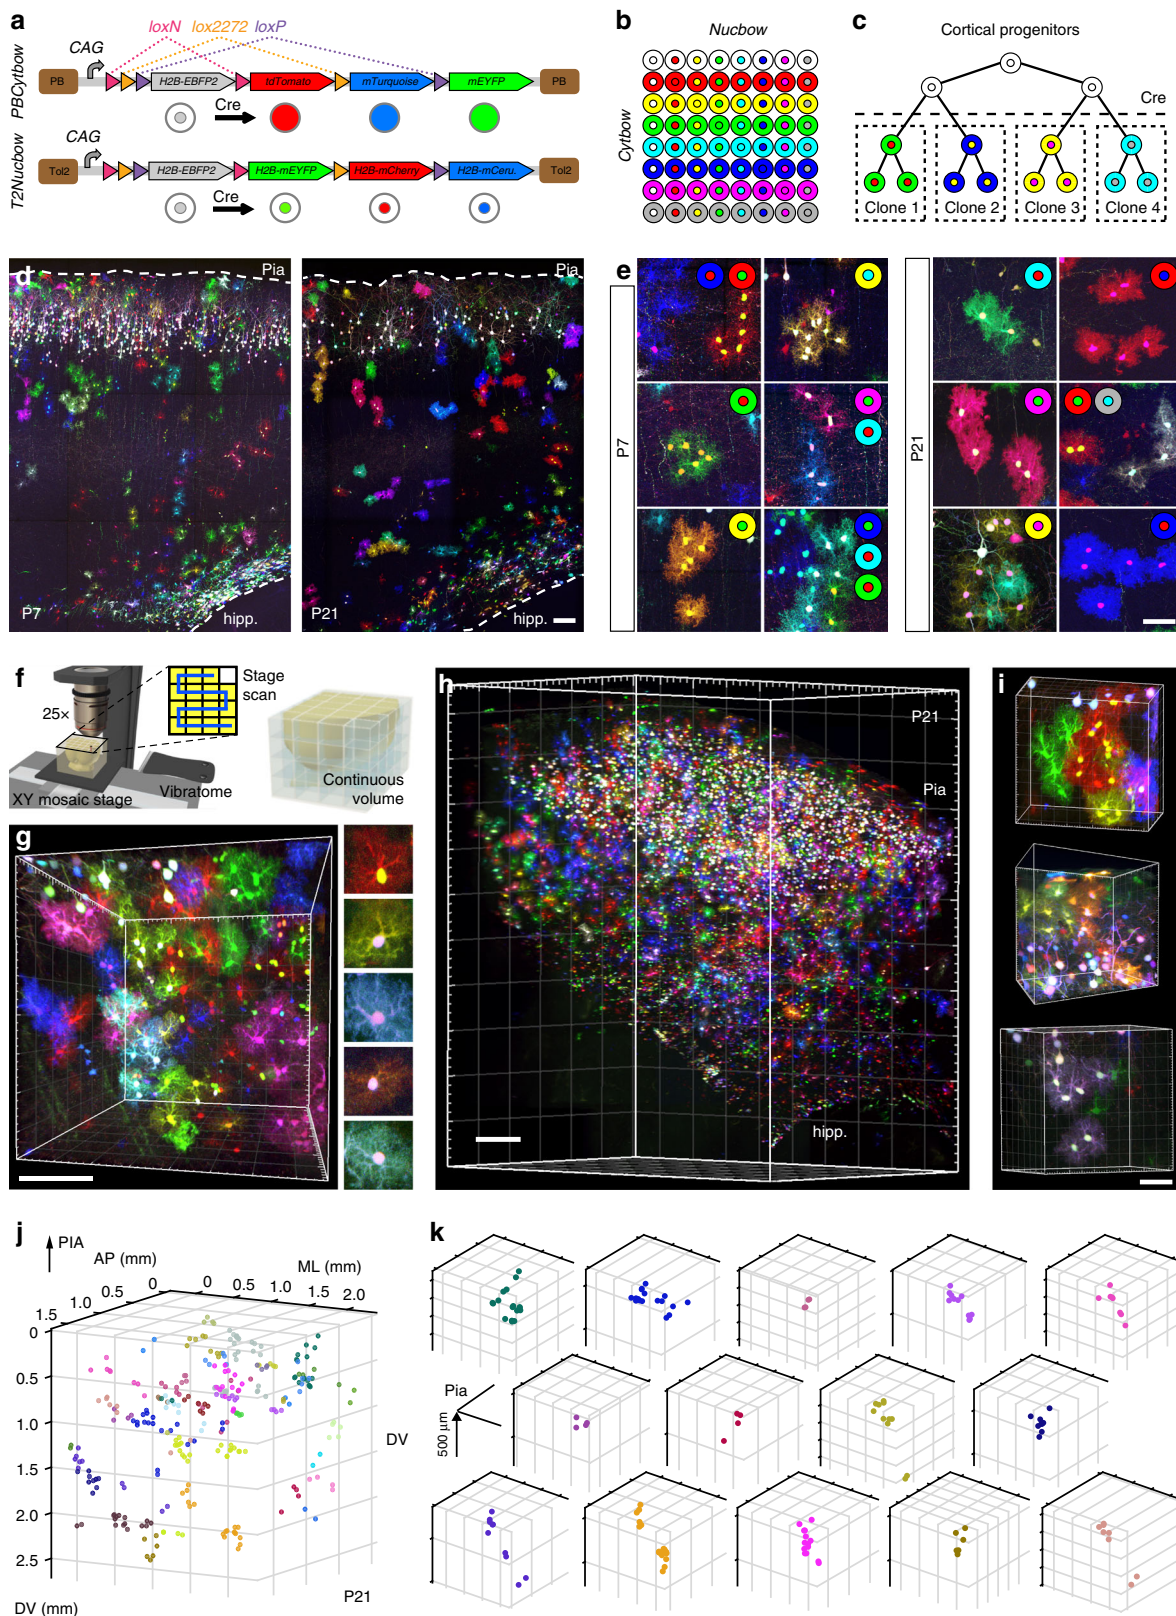 a
loxN lox2272 loxP
CAG
PBCytbow
PB H2B-EBFP2 tdTomato mTurquoise mEYFP PB
Cre
CAG
T2Nucbow
Tol2 H2B-EBFP2 H2B-mEYFP H2B-mCherry H2B-mCeru. Tol2
Cre
b
Nucbow
Cytbow
c
Cortical progenitors
Cre
Clone 1 Clone 2 Clone 3 Clone 4
d
Pia Pia
P7 hipp. P21 hipp.
e
P7
P21
f
25×
Stage
scan
XY mosaic stage
Vibratome
Continuous
volume
g
h
P21
Pia
hipp.
i
j
PIA
AP (mm) ML (mm)
1.5 1.0 0.5 0 0 0.5 1.0 1.5 2.0
0
0.5
1.0
1.5
2.0
2.5
DV
DV (mm)
P21
k
Pia
500 µm